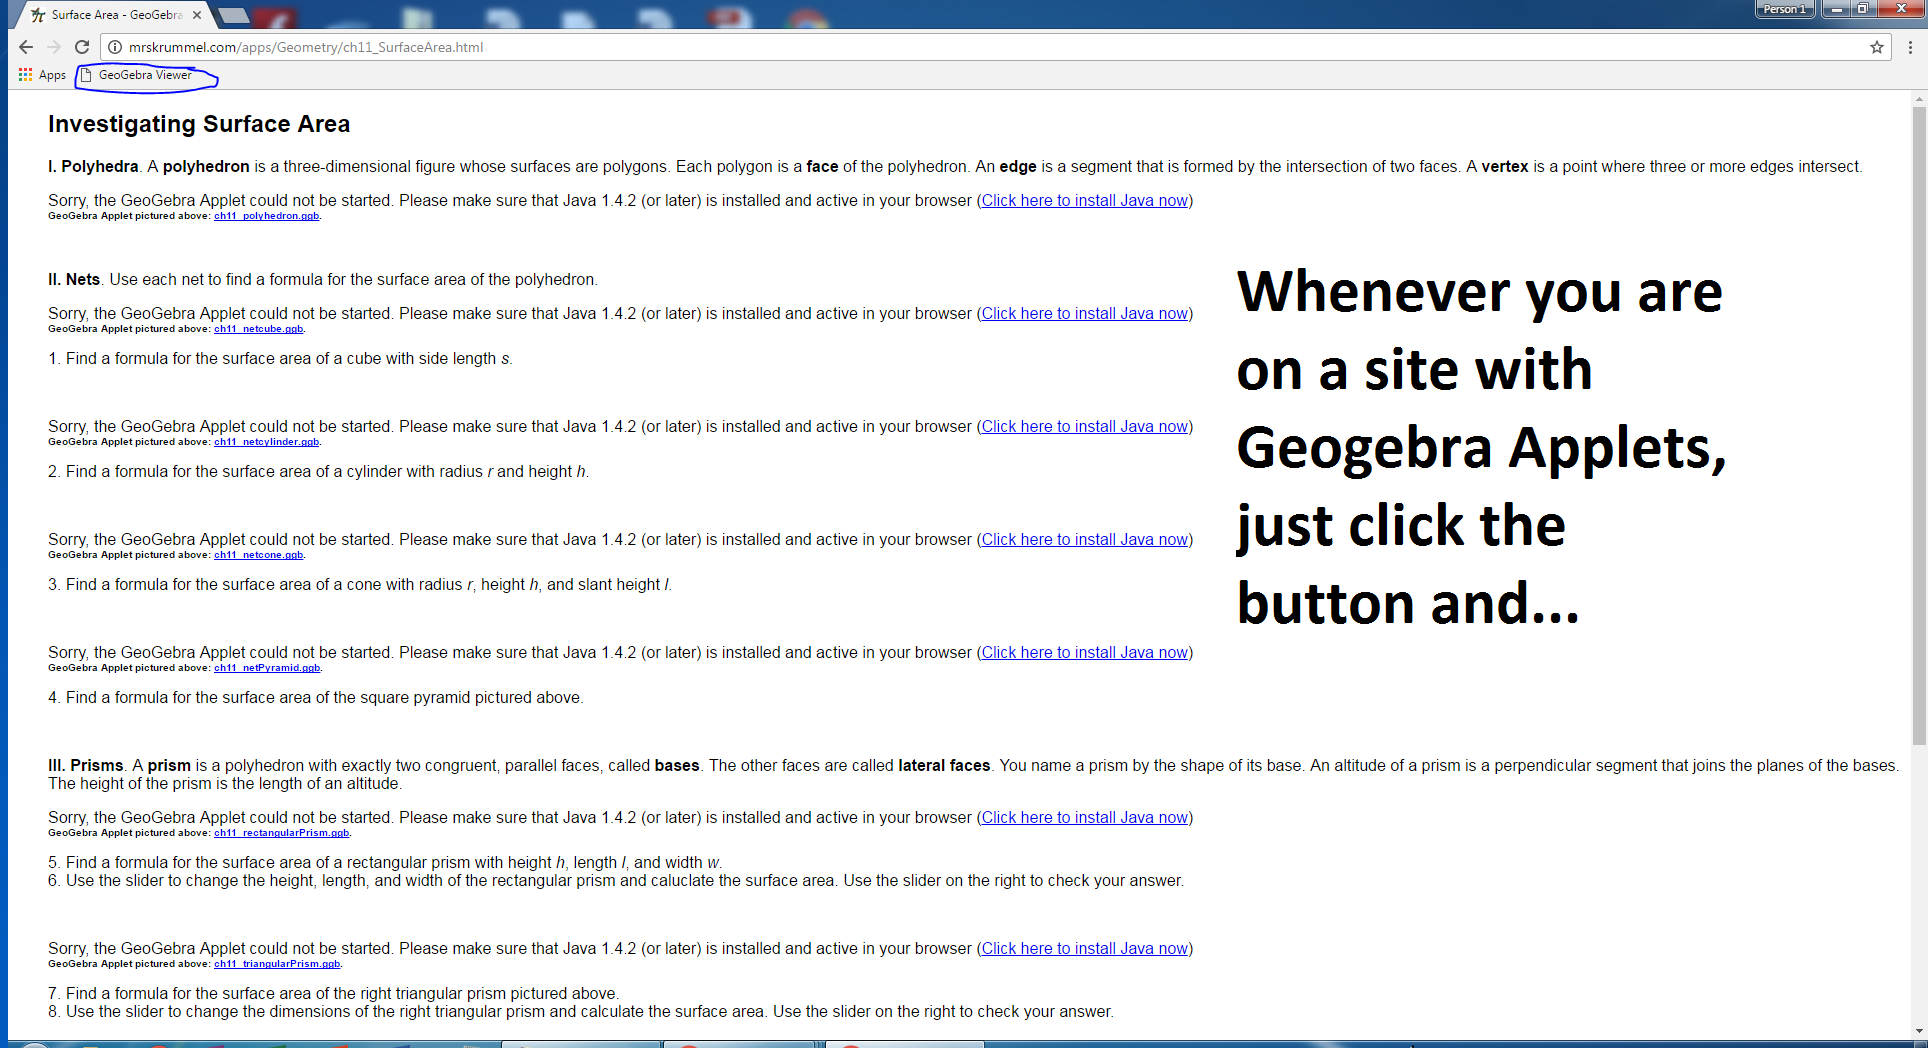 Surface Area - GeoGebra
Person 1
mrskrummel.com/apps/Geometry/ch11_SurfaceArea.html
Apps
GeoGebra Viewer
Investigating Surface Area
I. Polyhedra. A polyhedron is a three-dimensional figure whose surfaces are polygons. Each polygon is a face of the polyhedron. An edge is a segment that is formed by the intersection of two faces. A vertex is a point where three or more edges intersect.
Sorry, the GeoGebra Applet could not be started. Please make sure that Java 1.4.2 (or later) is installed and active in your browser (Click here to install Java now)
GeoGebra Applet pictured above: ch11_polyhedron.ggb.
II. Nets. Use each net to find a formula for the surface area of the polyhedron.
Sorry, the GeoGebra Applet could not be started. Please make sure that Java 1.4.2 (or later) is installed and active in your browser (Click here to install Java now)
GeoGebra Applet pictured above: ch11_netcube.ggb.
1. Find a formula for the surface area of a cube with side length s.
Sorry, the GeoGebra Applet could not be started. Please make sure that Java 1.4.2 (or later) is installed and active in your browser (Click here to install Java now)
GeoGebra Applet pictured above: ch11_netcylinder.ggb.
2. Find a formula for the surface area of a cylinder with radius r and height h.
Sorry, the GeoGebra Applet could not be started. Please make sure that Java 1.4.2 (or later) is installed and active in your browser (Click here to install Java now)
GeoGebra Applet pictured above: ch11_netcone.ggb.
3. Find a formula for the surface area of a cone with radius r, height h, and slant height l.
Sorry, the GeoGebra Applet could not be started. Please make sure that Java 1.4.2 (or later) is installed and active in your browser (Click here to install Java now)
GeoGebra Applet pictured above: ch11_netPyramid.ggb.
4. Find a formula for the surface area of the square pyramid pictured above.
Whenever you are
on a site with
Geogebra Applets,
just click the
button and...
III. Prisms. A prism is a polyhedron with exactly two congruent, parallel faces, called bases. The other faces are called lateral faces. You name a prism by the shape of its base. An altitude of a prism is a perpendicular segment that joins the planes of the bases.
The height of the prism is the length of an altitude.
Sorry, the GeoGebra Applet could not be started. Please make sure that Java 1.4.2 (or later) is installed and active in your browser (Click here to install Java now)
GeoGebra Applet pictured above: ch11_rectangularPrism.ggb.
5. Find a formula for the surface area of a rectangular prism with height h, length l, and width w.
6. Use the slider to change the height, length, and width of the rectangular prism and caluclate the surface area. Use the slider on the right to check your answer.
Sorry, the GeoGebra Applet could not be started. Please make sure that Java 1.4.2 (or later) is installed and active in your browser (Click here to install Java now)
GeoGebra Applet pictured above: ch11_triangularPrism.ggb.
7. Find a formula for the surface area of the right triangular prism pictured above.
8. Use the slider to change the dimensions of the right triangular prism and calculate the surface area. Use the slider on the right to check your answer.